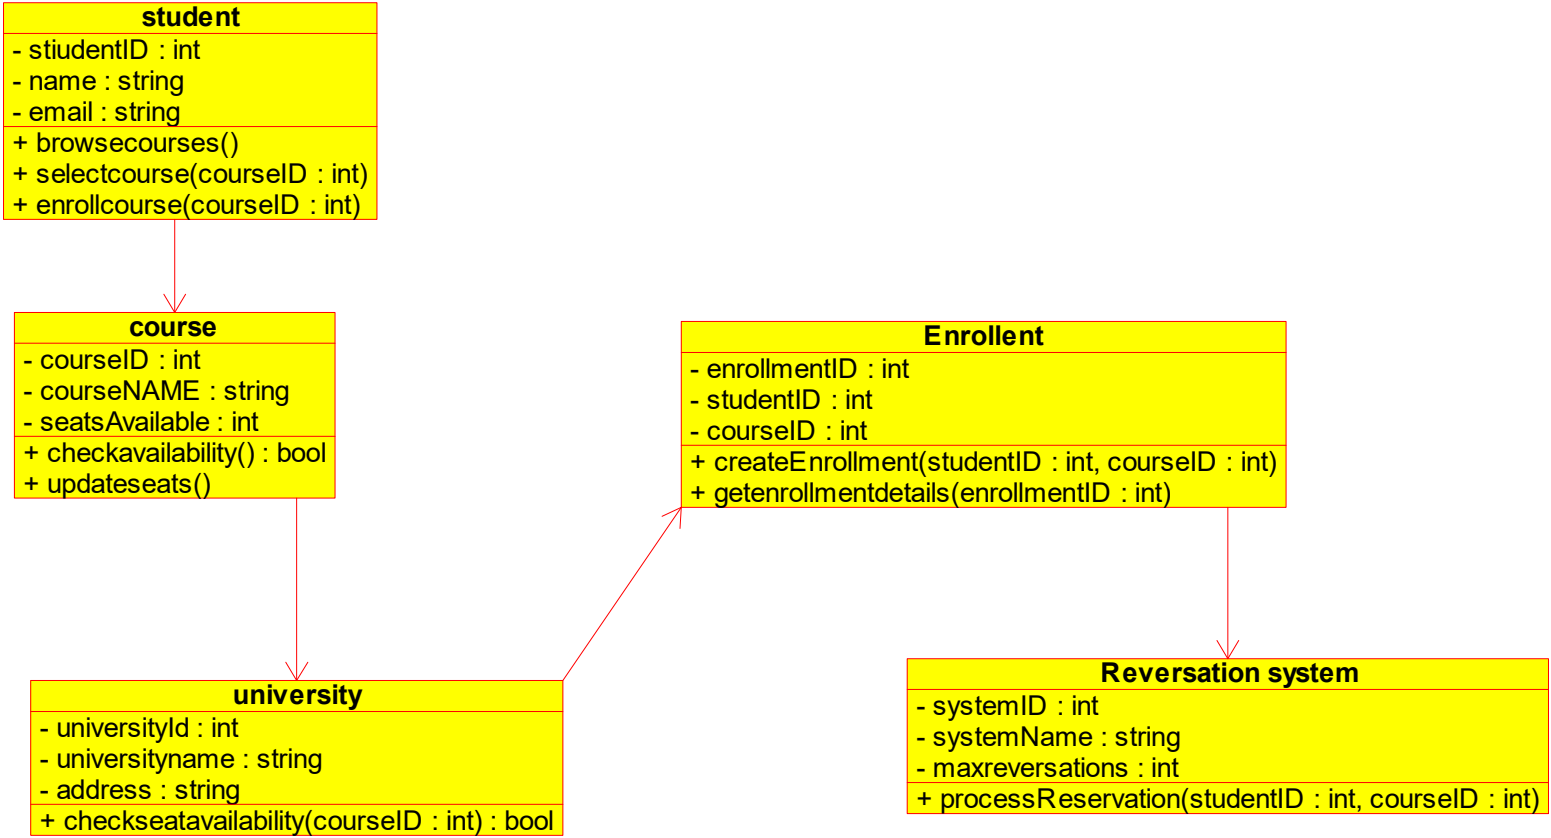 student
- stiudentID : int
- name : string
- email : string
+ browsecourses()
+ selectcourse(courseID : int)
+ enrollcourse(courseID : int)
course
- courseID : int
- courseNAME : string
- seatsAvailable : int
+ checkavailability() : bool
+ updateseats()
Enrollent
- enrollmentID : int
- studentID : int
- courseID : int
+ createEnrollment(studentID : int, courseID : int)
+ getenrollmentdetails(enrollmentID : int)
university
- universityId : int
- universityname : string
- address : string
+ checkseatavailability(courseID : int) : bool
Reversation system
- systemID : int
- systemName : string
- maxreversations : int
+ processReservation(studentID : int, courseID : int)